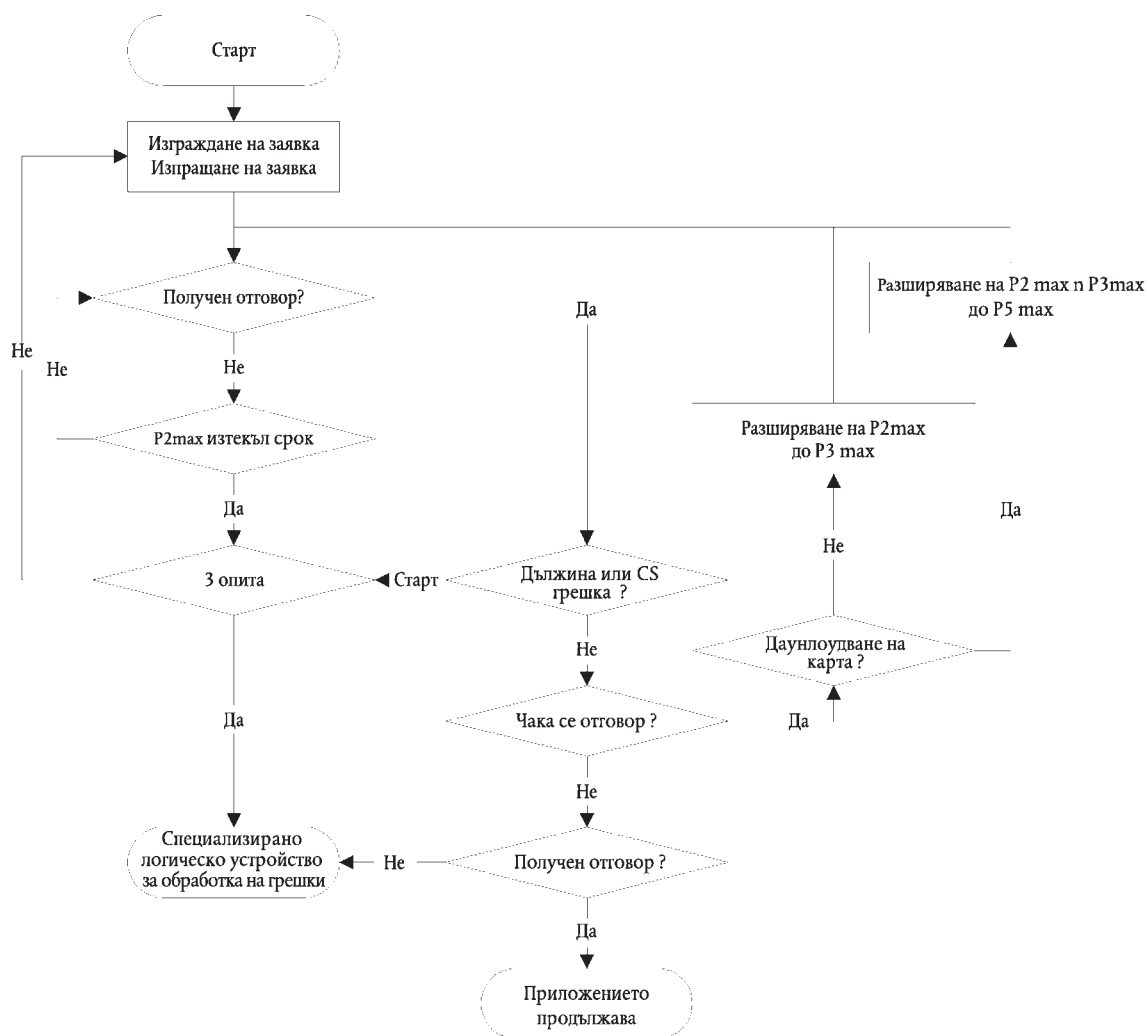 Старт
Изграждане на заявка
Изпращане на заявка
Получен отговор?
Да
Разширяване на P2 max n P3max
до P5 max
Не
Не
Не
P2max изтекъл срок
Разширяване на P2max
до P3 max
Да
Да
Не
3 опита
Старт
Дължина или CS
грешка ?
Не
Даунлоудване на
карта ?
Да
Чака се отговор ?
Да
Не
Специализирано
логическо устройство
за обработка на грешки
Не
Получен отговор ?
Да
Приложението
продължава